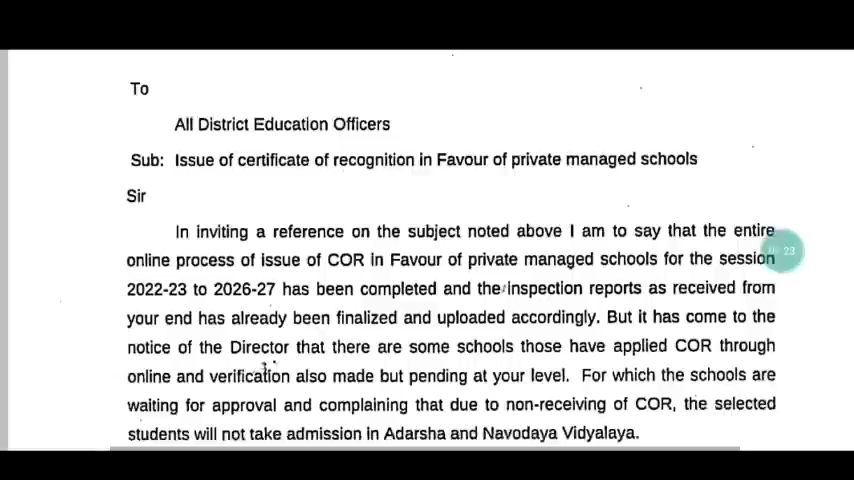 To
All District Education Officers
Sub: Issue of certificate of recognition in Favour of private managed schools
Sir
In inviting a reference on the subject noted above I am to say that the entire
online process of issue of COR in Favour of private managed schools for the session
2022-23 to 2026-27 has been completed and the inspection reports as received from
your end has already been finalized and uploaded accordingly. But it has come to the
notice of the Director that there are some schools those have applied COR through
online and verification also made but pending at your level. For which the schools are
waiting for approval and complaining that due to non-receiving of COR, the selected
students will not take admission in Adarsha and Navodaya Vidyalaya.
23